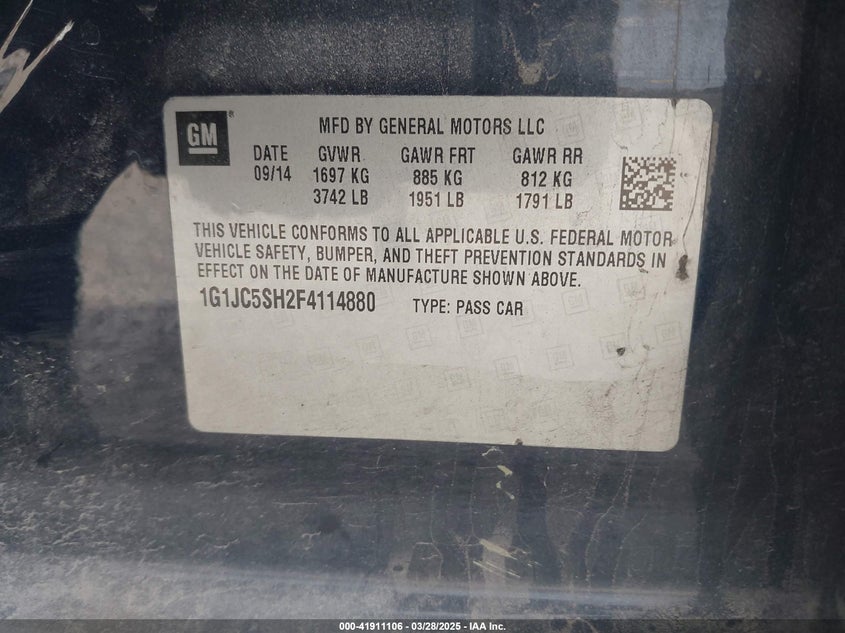 GM®
MFD BY GENERAL MOTORS LLC
DATE GVWR GAWR FRT GAWR RR
09/14 1697 KG 885 KG 812 KG
3742 LB 1951 LB 1791 LB
THIS VEHICLE CONFORMS TO ALL APPLICABLE U.S. FEDERAL MOTOR
VEHICLE SAFETY, BUMPER, AND THEFT PREVENTION STANDARDS IN
EFFECT ON THE DATE OF MANUFACTURE SHOWN ABOVE.
1G1JC5SH2F4114880 TYPE: PASS CAR
000-41911106 — 03/28/2025 — IAA Inc.